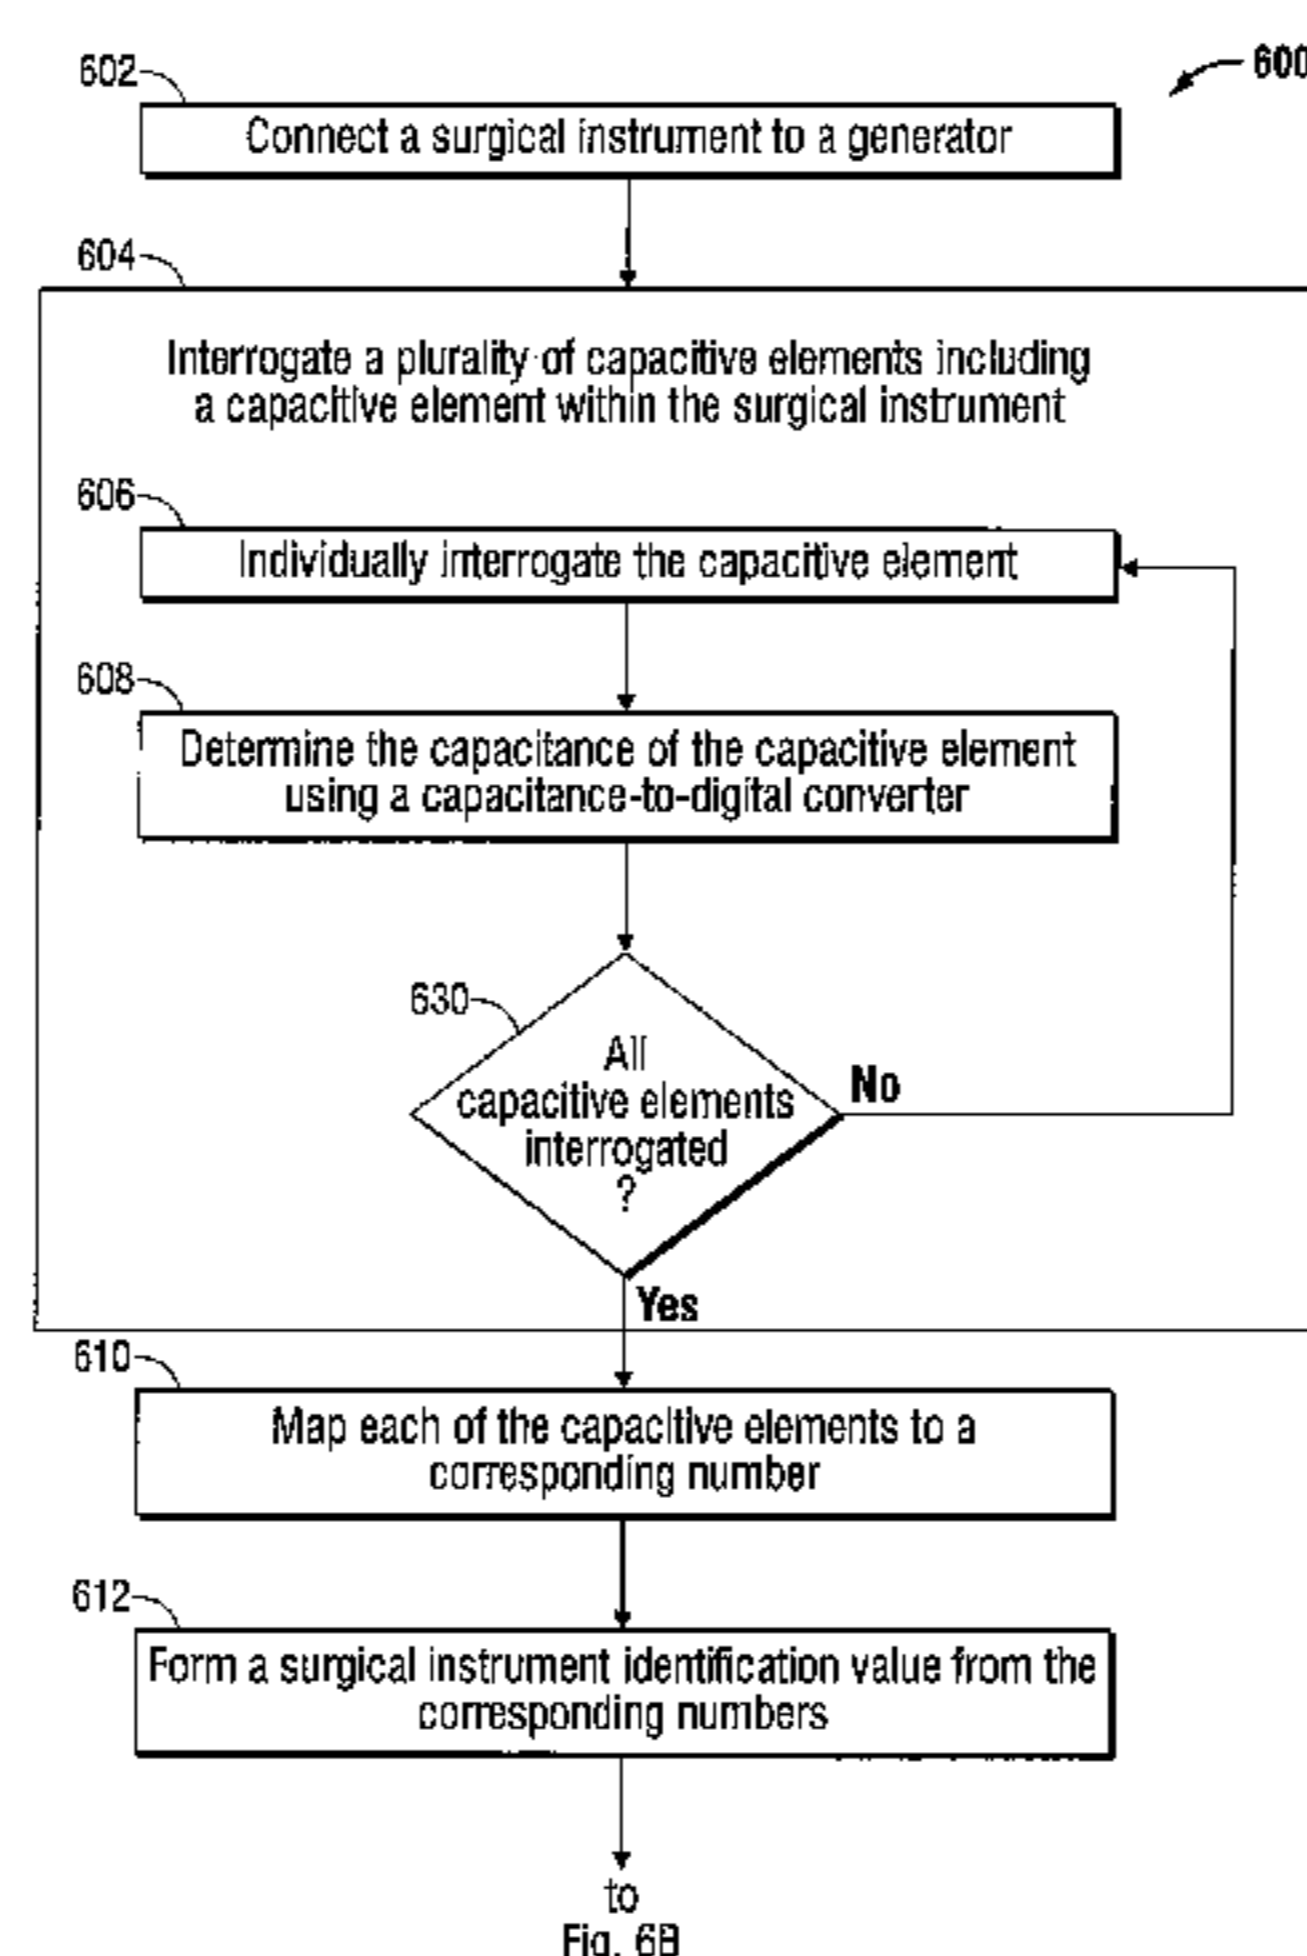 600
602
Connect a surgical instrument to a generator
604
Interrogate a plurality of capacitive elements including
a capacitive element within the surgical instrument
606
Individually interrogate the capacitive element
608
Determine the capacitance of the capacitive element
using a capacitance-to-digital converter
630
All
capacitive elements
interrogated
?
No
Yes
610
Map each of the capacitive elements to a
corresponding number
612
Form a surgical instrument identification value from the
corresponding numbers
to
Fig. 6B